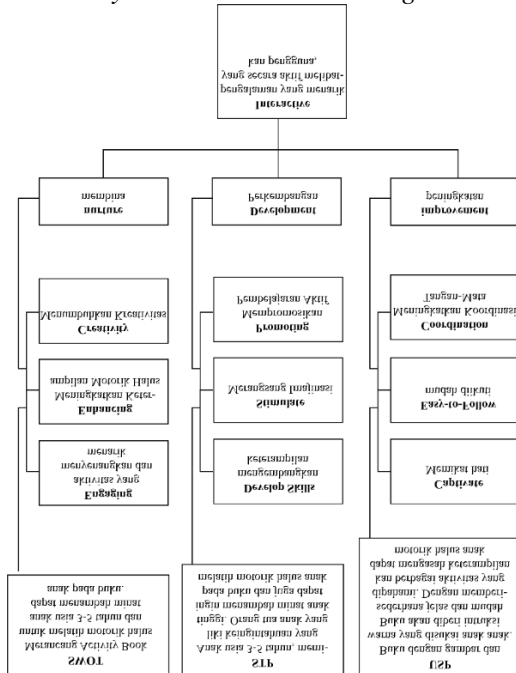 SWOT
Merancang Activity Book
untuk melatih motorik halus
anak usia 3-5 tahun dan
dapat menambah minat
anak pada buku.
STP
Anak usia 3-5 tahun, memi-
liki keingintahuan yang
tinggi. Orang tua anak yang
ingin menambah minat anak
pada buku dan juga dapat
melatih motorik halus anak
USP
Buku dengan gambar dan
warna yang disukai anak anak.
Buku akan diberi intruksi
sederhana jelas dan mudah
dipahami. Dengan memberi-
kan berbagai aktivitas yang
dapat mengasah keterampilan
motorik halus anak
Engaging
aktivitas yang
menyenangkan dan
menarik
Develop Skills
mengembangkan
keterampilan
Captivate
Memikat hati
Enhancing
Meningkatkan Keter-
ampilan Motorik Halus
Stimulate
Merangsang Imajinasi
Easy-to-Follow
mudah diikuti
Creativity
Menumbuhkan Kreativitas
Promoting
Mempromosikan
Pembelajaran Aktif
Coordination
Meningkatkan Koordinasi
Tangan-Mata
nurture
membina
Development
Perkembangan
improvement
peningkatan
Interactive
pengalaman yang menarik
yang secara aktif melibat-
kan pengguna,